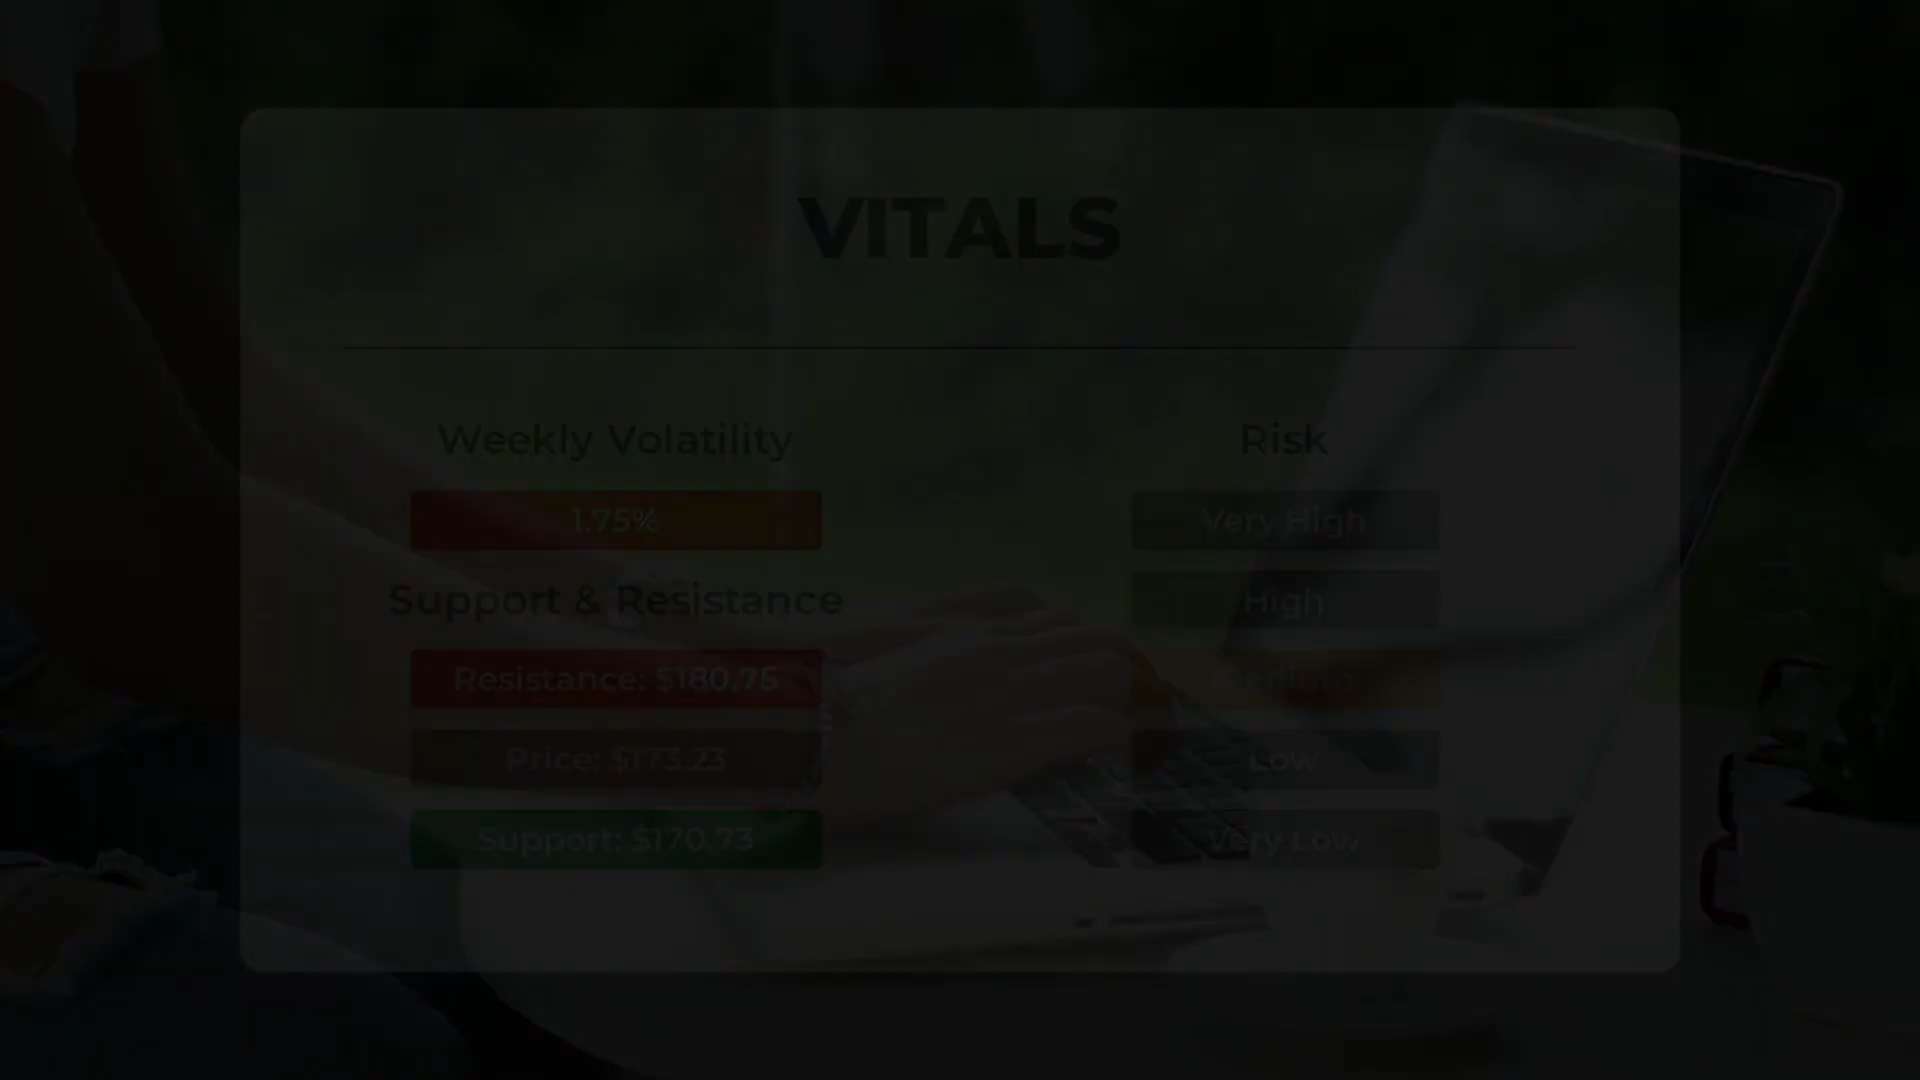 VITALS
Weekly Volatility
1.75%
Support & Resistance
Resistance: $180.75
Price: $173.23
Support: $170.73
Risk
Very High
High
Medium
Low
Very Low